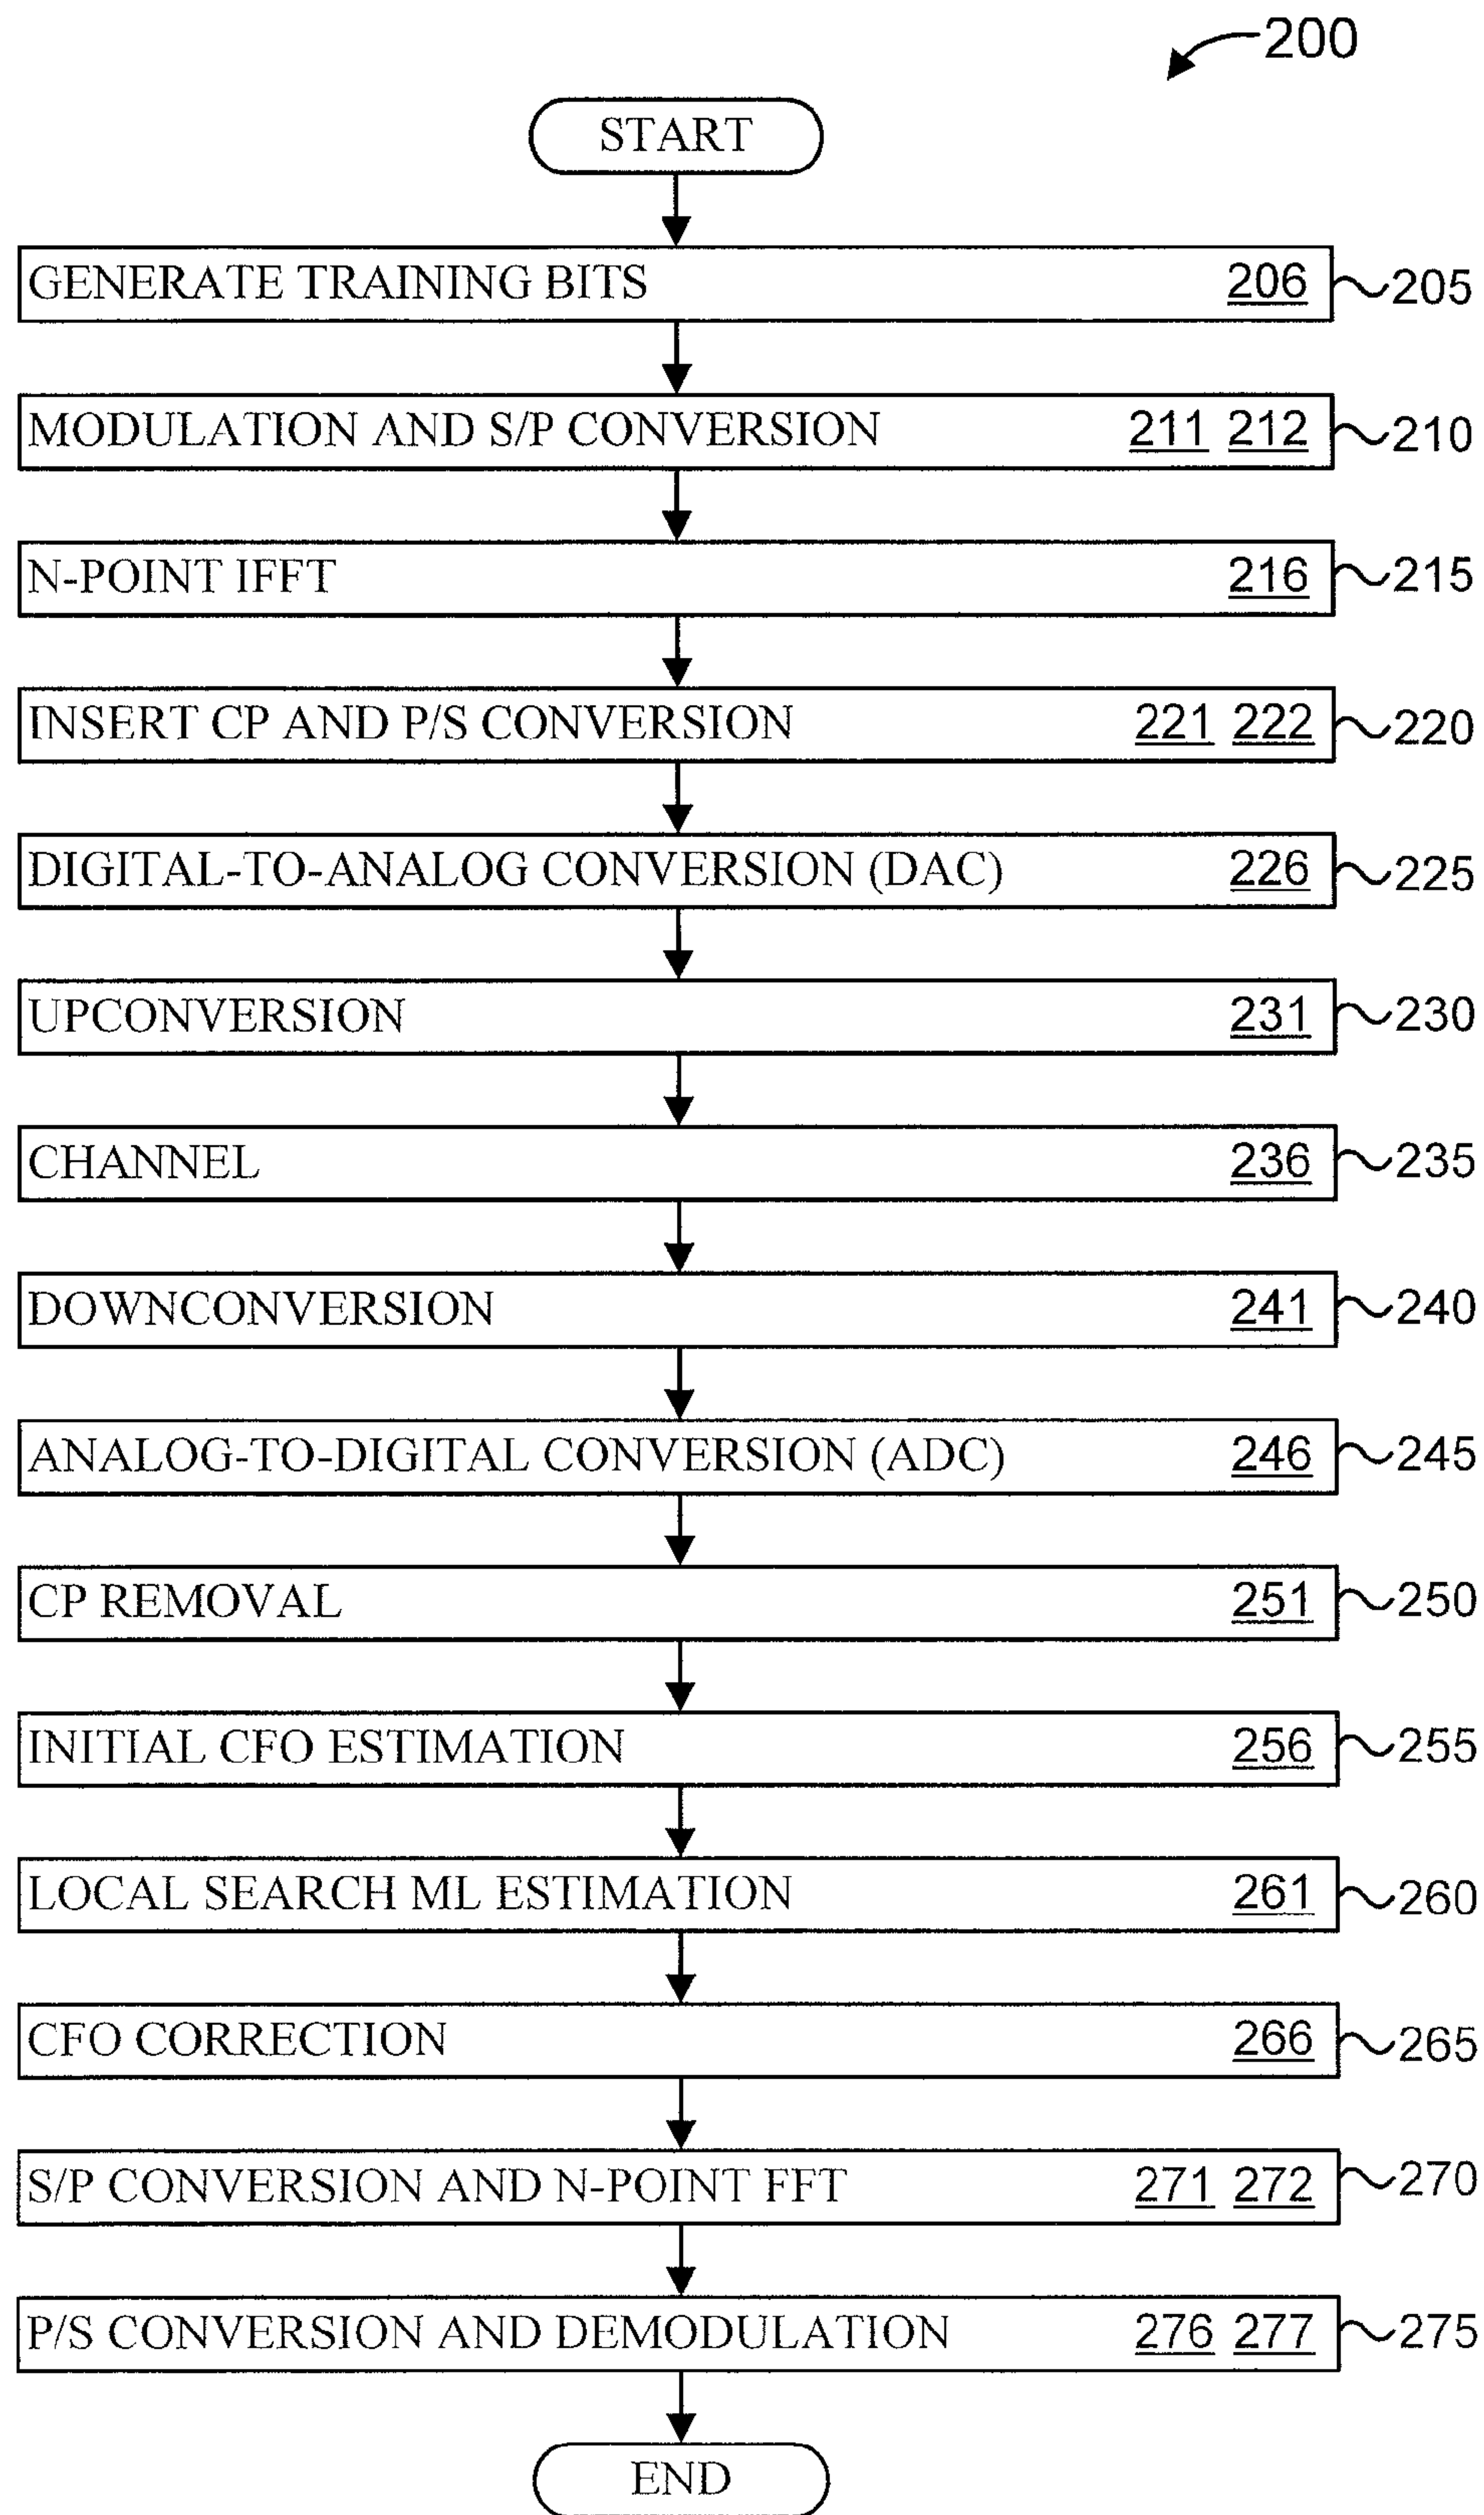 200
START
GENERATE TRAINING BITS 206 205
MODULATION AND S/P CONVERSION 211 212 210
N-POINT IFFT 216 215
INSERT CP AND P/S CONVERSION 221 222 220
DIGITAL-TO-ANALOG CONVERSION (DAC) 226 225
UPCONVERSION 231 230
CHANNEL 236 235
DOWNCONVERSION 241 240
ANALOG-TO-DIGITAL CONVERSION (ADC) 246 245
CP REMOVAL 251 250
INITIAL CFO ESTIMATION 256 255
LOCAL SEARCH ML ESTIMATION 261 260
CFO CORRECTION 266 265
S/P CONVERSION AND N-POINT FFT 271 272 270
P/S CONVERSION AND DEMODULATION 276 277 275
END